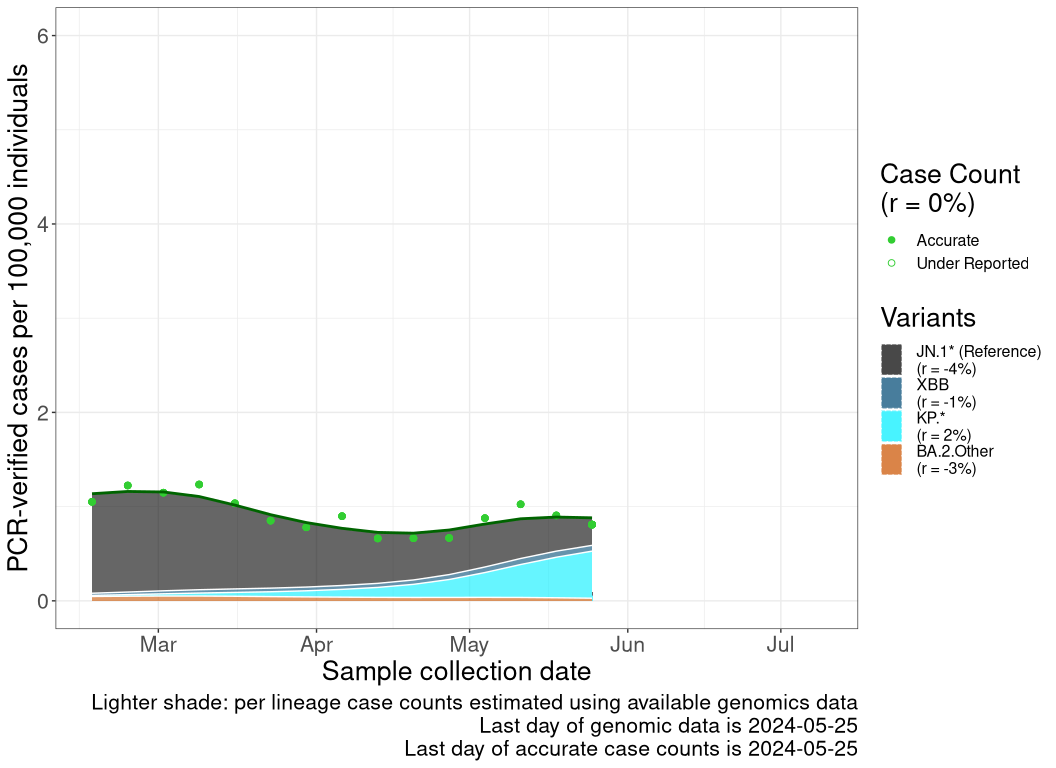 PCR-verified cases per 100,000 individuals
6
4
2
0
Mar Apr May Jun Jul
Sample collection date
Lighter shade: per lineage case counts estimated using available genomics data
Last day of genomic data is 2024-05-25
Last day of accurate case counts is 2024-05-25
Case Count
(r = 0%)
Accurate
Under Reported
Variants
JN.1* (Reference)
(r = -4%)
XBB
(r = -1%)
KP.*
(r = 2%)
BA.2.Other
(r = -3%)